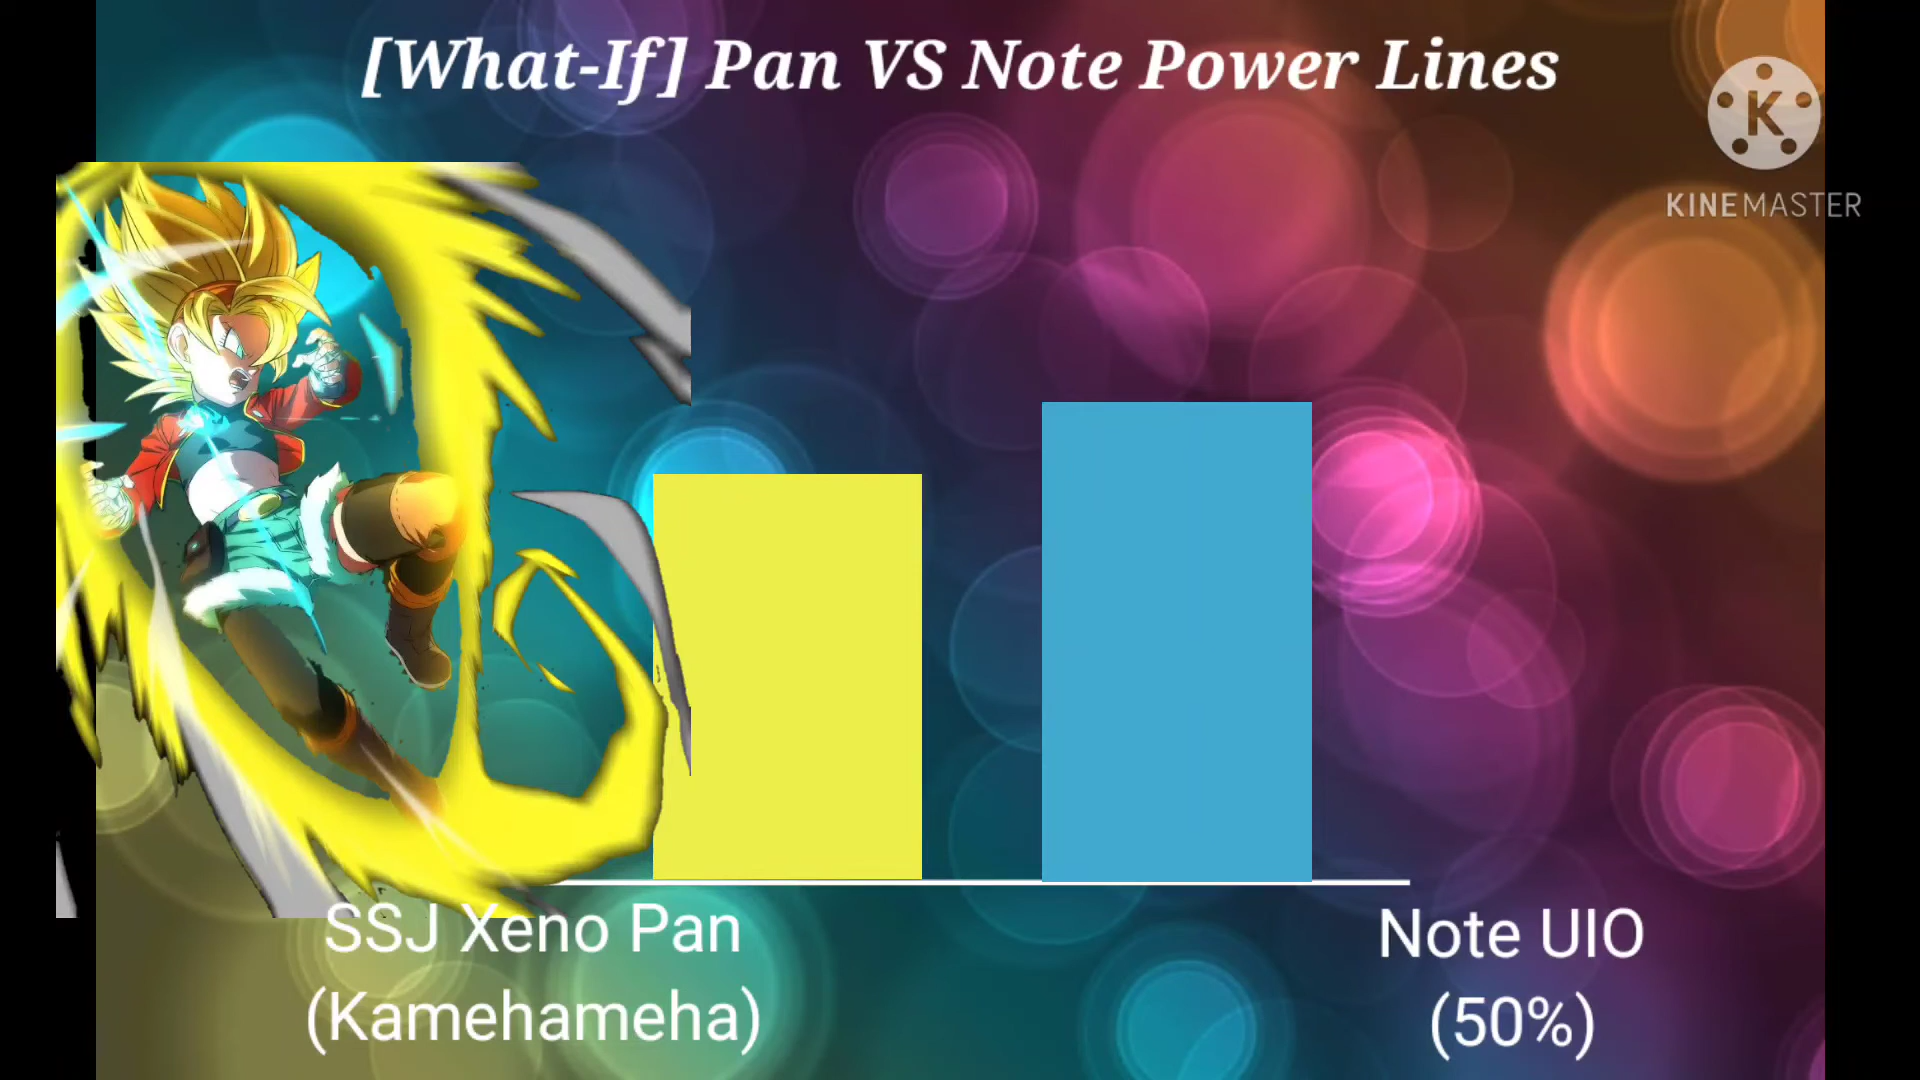 [What-If] Pan VS Note Power Lines
K
KINEMASTER
SSJ Xeno Pan
(Kamehameha)
Note UIO
(50%)